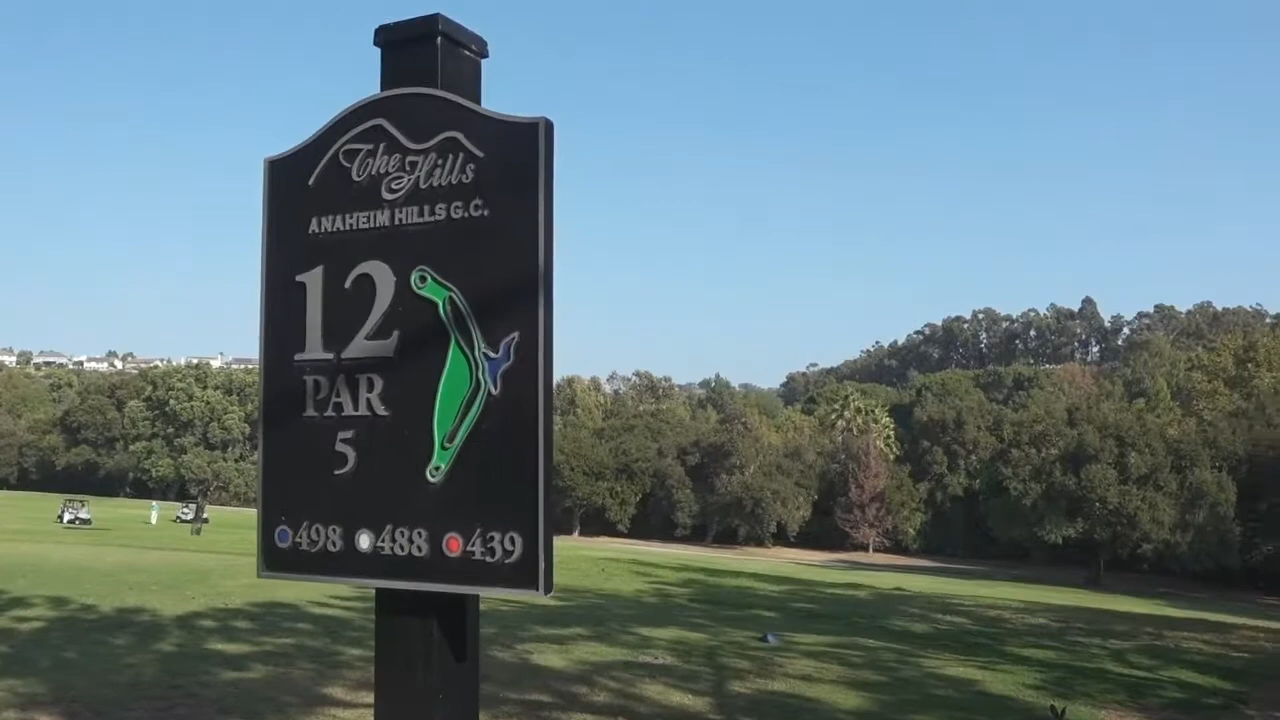 The Hills
ANAHEIM HILLS G.C.
12
PAR
5
498 488 439